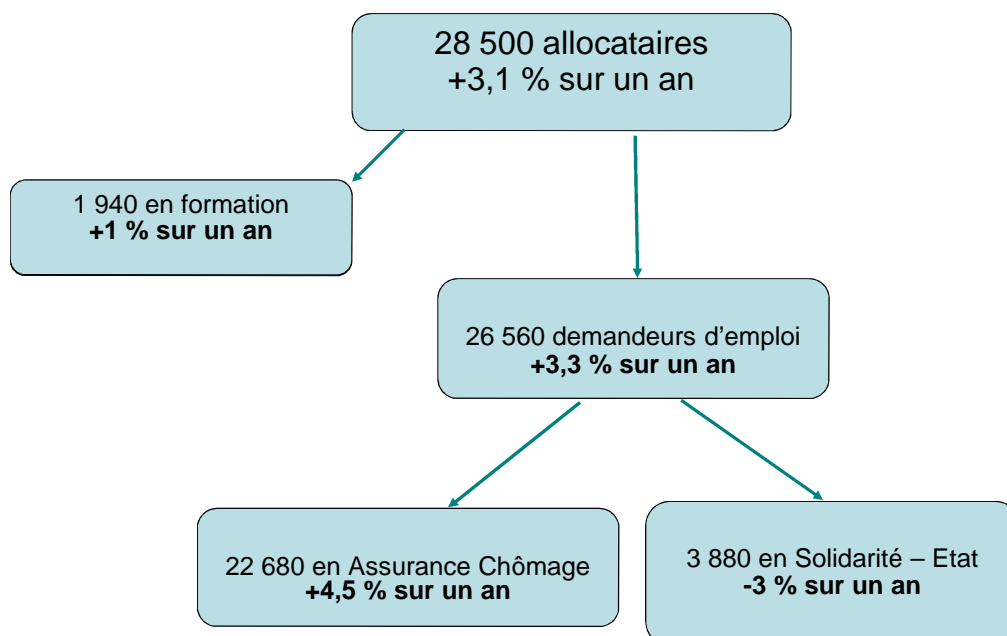 28 500 allocataires
+3,1 % sur un an
1 940 en formation
+1 % sur un an
26 560 demandeurs d’emploi
+3,3 % sur un an
22 680 en Assurance Chômage
+4,5 % sur un an
3 880 en Solidarité – Etat
-3 % sur un an